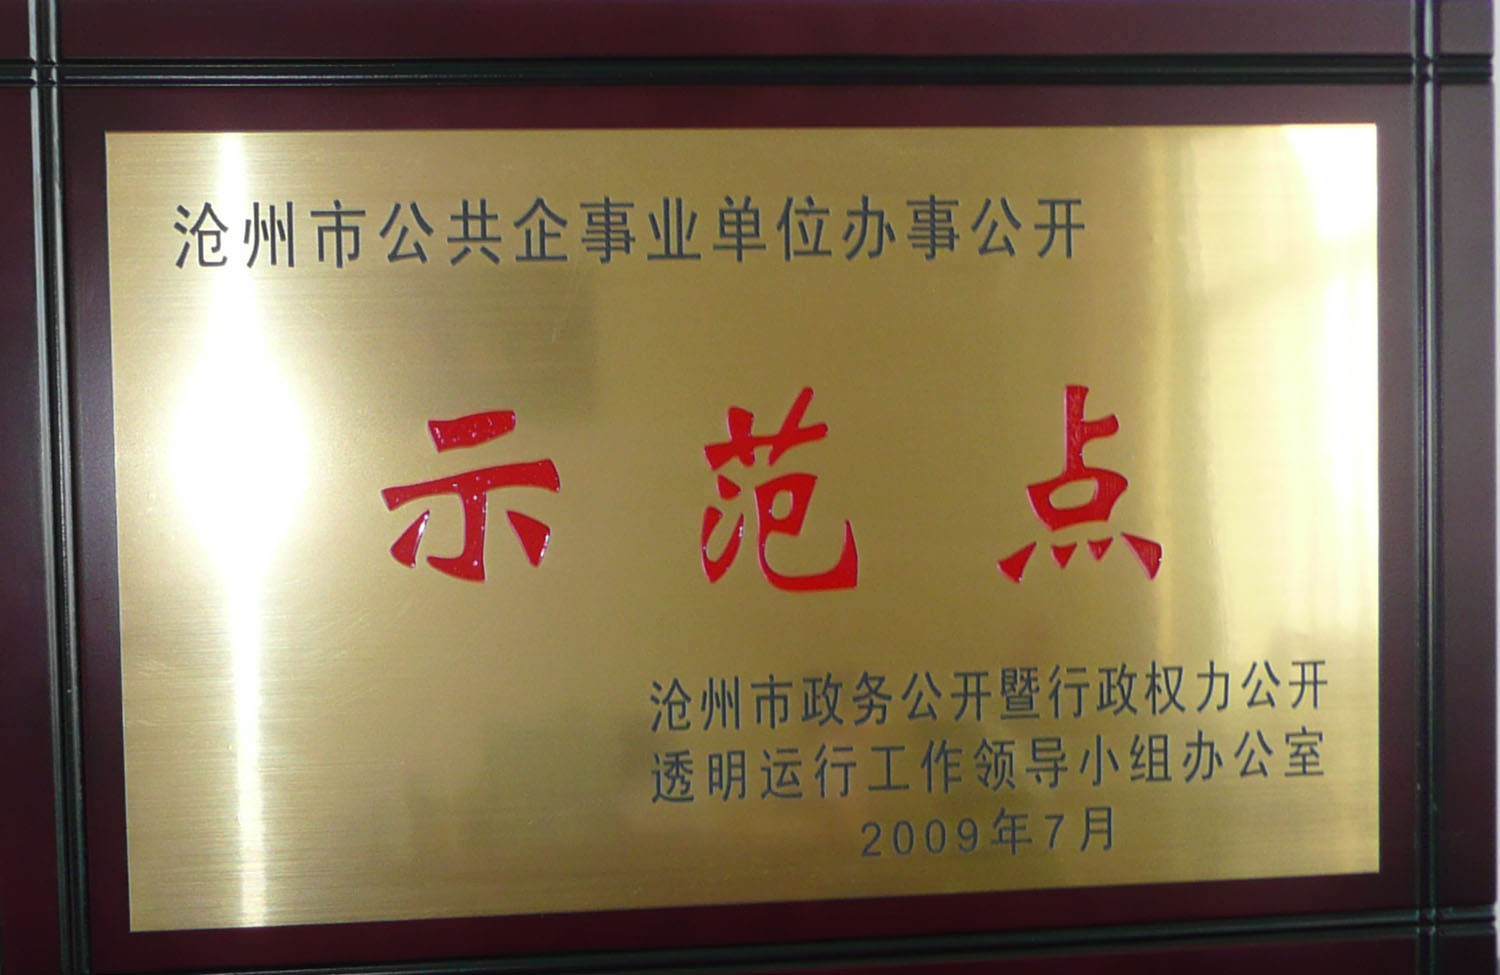 沧州市公共企事业单位办事公开
示范点
沧州市政务公开暨行政权力公开
透明运行工作领导小组办公室
2009年7月